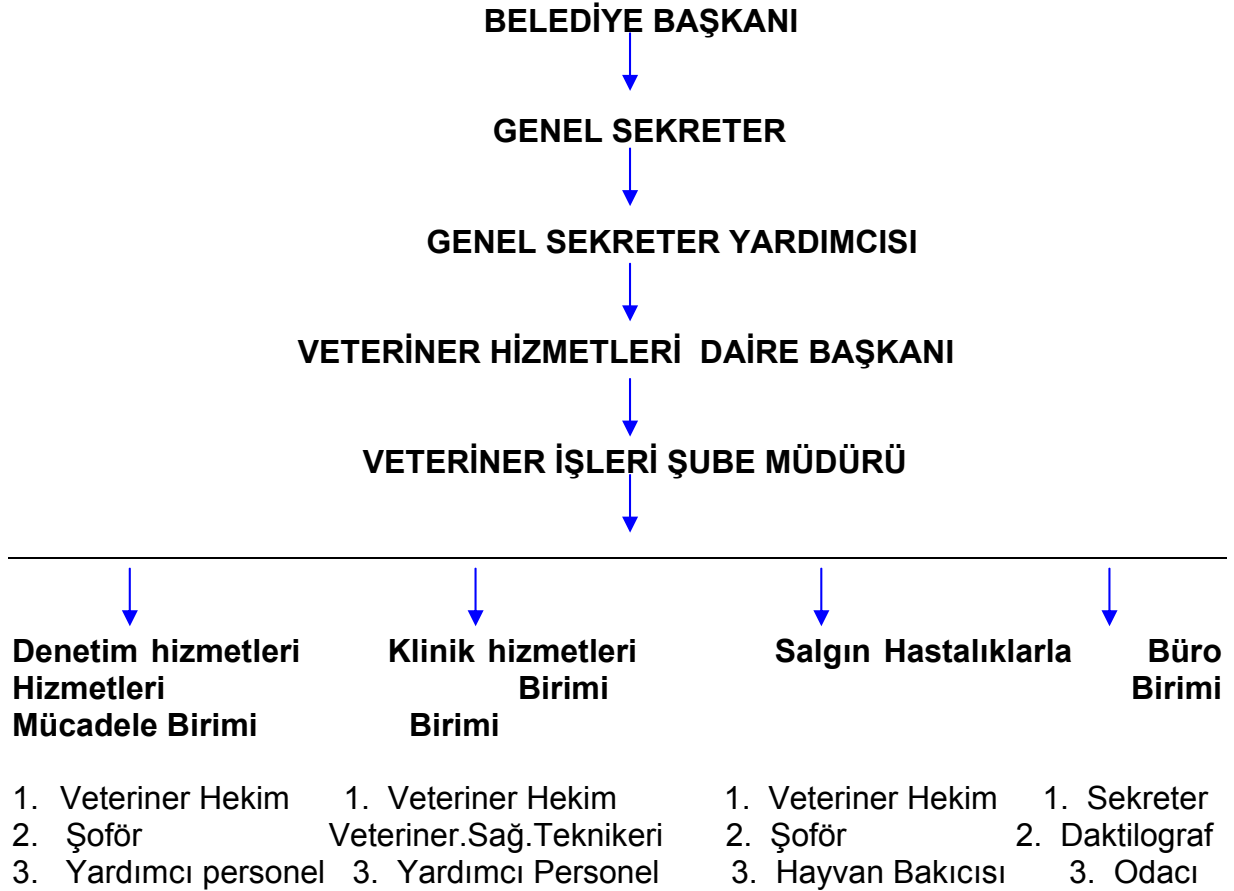 BELEDİYE BAŞKANI
GENEL SEKRETER
GENEL SEKRETER YARDIMCISI
VETERİNER HİZMETLERİ DAİRE BAŞKANI
VETERİNER İŞLERİ ŞUBE MÜDÜRÜ
Denetim hizmetleri Klinik hizmetleri Salgın Hastalıklarla Büro
Hizmetleri Birimi Birimi
Mücadele Birimi Birimi
1. Veteriner Hekim 1. Veteriner Hekim 1. Veteriner Hekim 1. Sekreter
2. Şoför Veteriner.Sağ.Teknikeri 2. Şoför 2. Daktilograf
3. Yardımcı personel 3. Yardımcı Personel 3. Hayvan Bakıcısı 3. Odacı